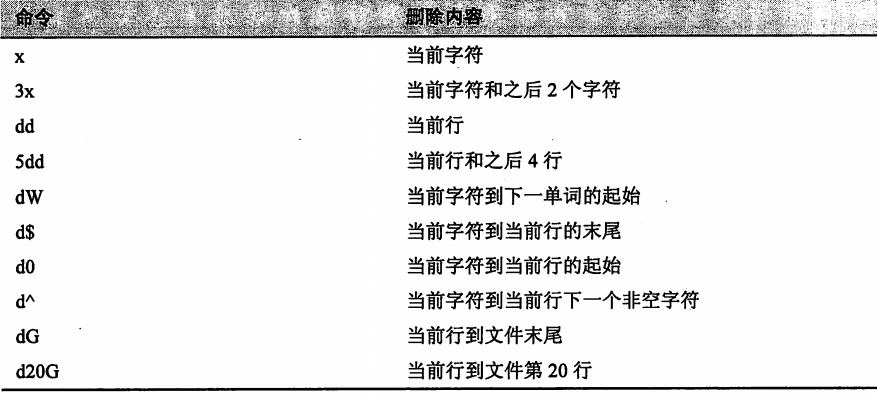 命令 删除内容
x 当前字符
3x 当前字符和之后 2 个字符
dd 当前行
5dd 当前行和之后 4 行
dW 当前字符到下一单词的起始
d$ 当前字符到当前行的末尾
d0 当前字符到当前行的起始
d^ 当前字符到当前行下一个非空字符
dG 当前行到文件末尾
d20G 当前行到文件第 20 行